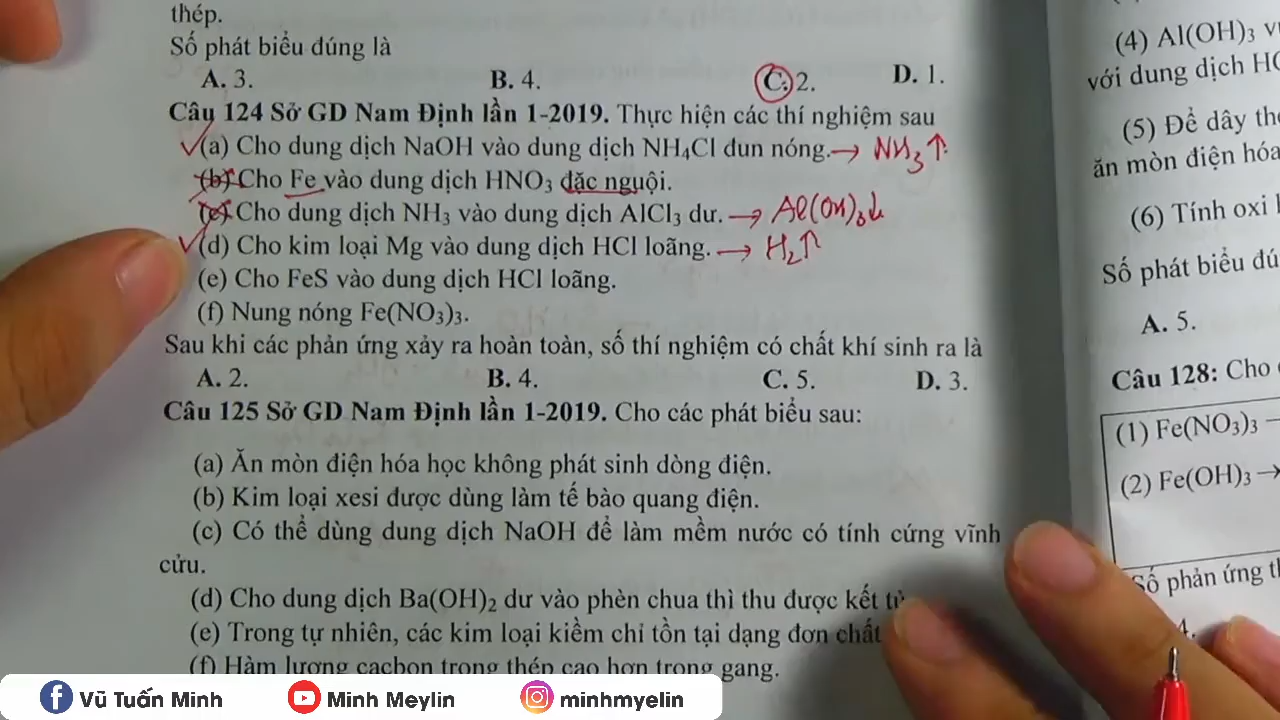 thép.
Số phát biểu đúng là
A. 3. B. 4. C. 2. D. 1.
Câu 124 Sở GD Nam Định lần 1-2019. Thực hiện các thí nghiệm sau
(a) Cho dung dịch NaOH vào dung dịch NH₄Cl đun nóng. → NH₃↑
(b) Cho Fe vào dung dịch HNO₃ đặc nguội.
(c) Cho dung dịch NH₃ vào dung dịch AlCl₃ dư. → Al(OH)₃↓
(d) Cho kim loại Mg vào dung dịch HCl loãng. → H₂↑
(e) Cho FeS vào dung dịch HCl loãng.
(f) Nung nóng Fe(NO₃)₃.
Sau khi các phản ứng xảy ra hoàn toàn, số thí nghiệm có chất khí sinh ra là
A. 2. B. 4. C. 5. D. 3.
Câu 125 Sở GD Nam Định lần 1-2019. Cho các phát biểu sau:
(a) Ăn mòn điện hóa học không phát sinh dòng điện.
(b) Kim loại xesi được dùng làm tế bào quang điện.
(c) Có thể dùng dung dịch NaOH để làm mềm nước có tính cứng vĩnh
cửu.
(d) Cho dung dịch Ba(OH)₂ dư vào phèn chua thì thu được kết tủ
(e) Trong tự nhiên, các kim loại kiềm chỉ tồn tại dạng đơn chất
(f) Hàm lượng cacbon trong thép cao hơn trong gang.
(4) Al(OH)₃
với dung dịch
(5) Để dây
ăn mòn điện hóa
(6) Tính oxi
Số phát biểu
A. 5.
Câu 128: Cho
(1) Fe(NO₃)₃
(2) Fe(OH)₃ →
Số phản ứng
4.
Vũ Tuấn Minh Minh Meylin minhmyelin